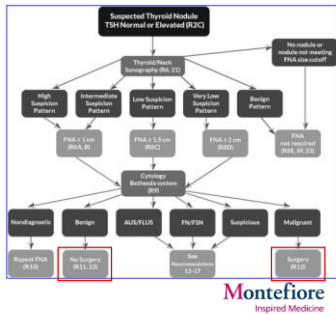 Suspected Thyroid Nodule
TSH Normal or Elevated (R2C)
No nodule or
nodule not meeting
FNA size cutoff
Thyroid/Neck
Sonography (R6, 21)
High
Suspicion
Pattern
Intermediate
Suspicion
Pattern
Low Suspicion
Pattern
Very Low
Suspicion
Pattern
Benign
Pattern
FNA ≥ 1 cm
(R8A, B)
FNA ≥ 1.5 cm
(R8C)
FNA ≥ 2 cm
(R8D)
FNA
not required
(R8E, 8F, 23)
Cytology
Bethesda system
(R9)
Nondiagnostic
Benign
AUS/FLUS
FN/FSN
Suspicious
Malignant
Repeat FNA
(R10)
No Surgery
(R11, 23)
See
Recommendations
13-17
Surgery
(R12)
Montefiore
Inspired Medicine